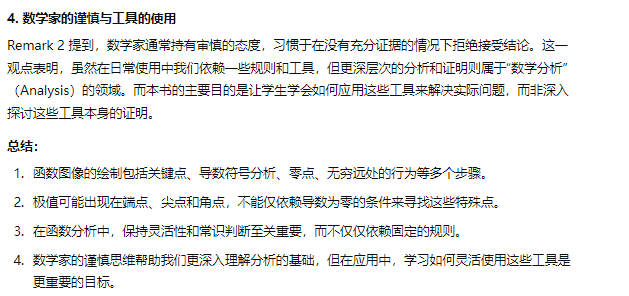 4. 数学家的谨慎与工具的使用
Remark 2 提到，数学家通常持有审慎的态度，习惯于在没有充分证据的情况下拒绝接受结论。这一
观点表明，虽然在日常使用中我们依赖一些规则和工具，但更深层次的分析和证明则属于“数学分析”
（Analysis）的领域。而本书的主要目的是让学生学会如何应用这些工具来解决实际问题，而非深入
探讨这些工具本身的证明。
总结：
1. 函数图像的绘制包括关键点、导数符号分析、零点、无穷远处的行为等多个步骤。
2. 极值可能出现在端点、尖点和角点，不能仅依赖导数为零的条件来寻找这些特殊点。
3. 在函数分析中，保持灵活性和常识判断至关重要，而不仅仅依赖固定的规则。
4. 数学家的谨慎思维帮助我们更深入理解分析的基础，但在应用中，学习如何灵活使用这些工具是
更重要的目标。